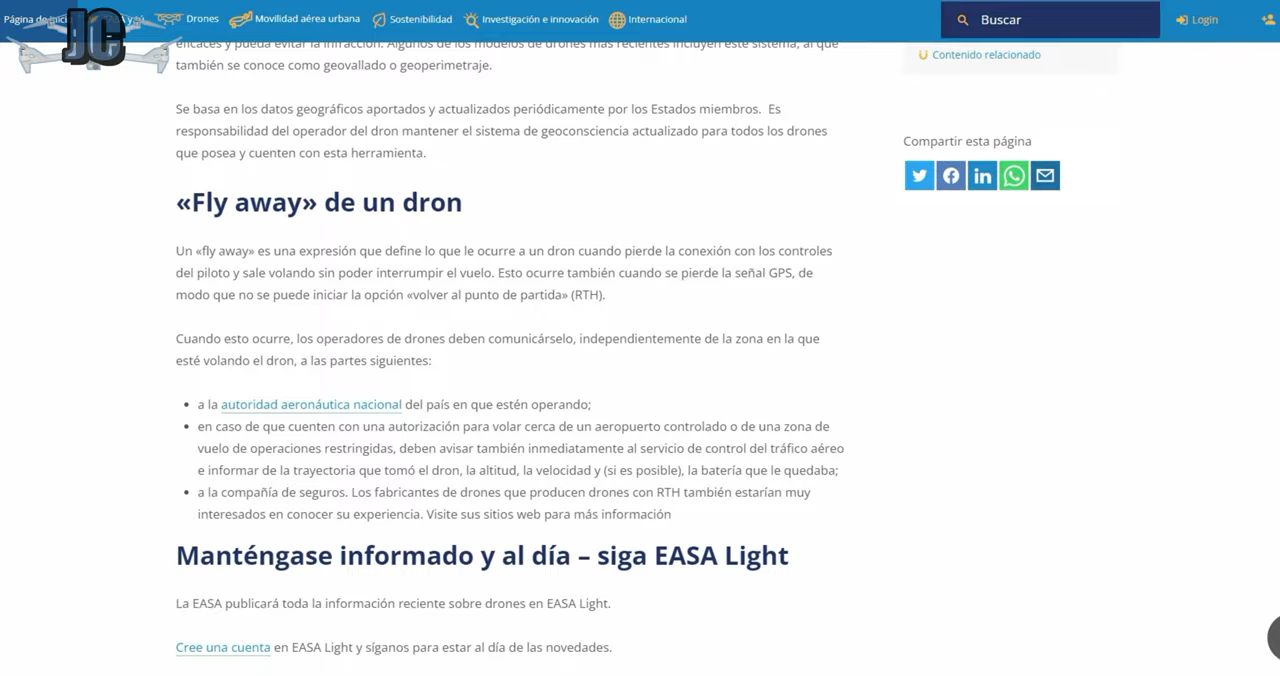 Página de inicio
EASA y tú
Drones
Movilidad aérea urbana
Sostenibilidad
Investigación e innovación
Internacional
Buscar
Login
JC
eficaces y pueda evitar la infracción. Algunos de los modelos de drones más recientes incluyen este sistema, al que
también se conoce como geovallado o geoperimetraje.
Contenido relacionado
Se basa en los datos geográficos aportados y actualizados periódicamente por los Estados miembros. Es
responsabilidad del operador del dron mantener el sistema de geoconsciencia actualizado para todos los drones
que posea y cuenten con esta herramienta.
Compartir esta página
«Fly away» de un dron
Un «fly away» es una expresión que define lo que le ocurre a un dron cuando pierde la conexión con los controles
del piloto y sale volando sin poder interrumpir el vuelo. Esto ocurre también cuando se pierde la señal GPS, de
modo que no se puede iniciar la opción «volver al punto de partida» (RTH).
Cuando esto ocurre, los operadores de drones deben comunicárselo, independientemente de la zona en la que
esté volando el dron, a las partes siguientes:
a la autoridad aeronáutica nacional del país en que estén operando;
en caso de que cuenten con una autorización para volar cerca de un aeropuerto controlado o de una zona de
vuelo de operaciones restringidas, deben avisar también inmediatamente al servicio de control del tráfico aéreo
e informar de la trayectoria que tomó el dron, la altitud, la velocidad y (si es posible), la batería que le quedaba;
a la compañía de seguros. Los fabricantes de drones que producen drones con RTH también estarían muy
interesados en conocer su experiencia. Visite sus sitios web para más información
Manténgase informado y al día – siga EASA Light
La EASA publicará toda la información reciente sobre drones en EASA Light.
Cree una cuenta en EASA Light y síganos para estar al día de las novedades.